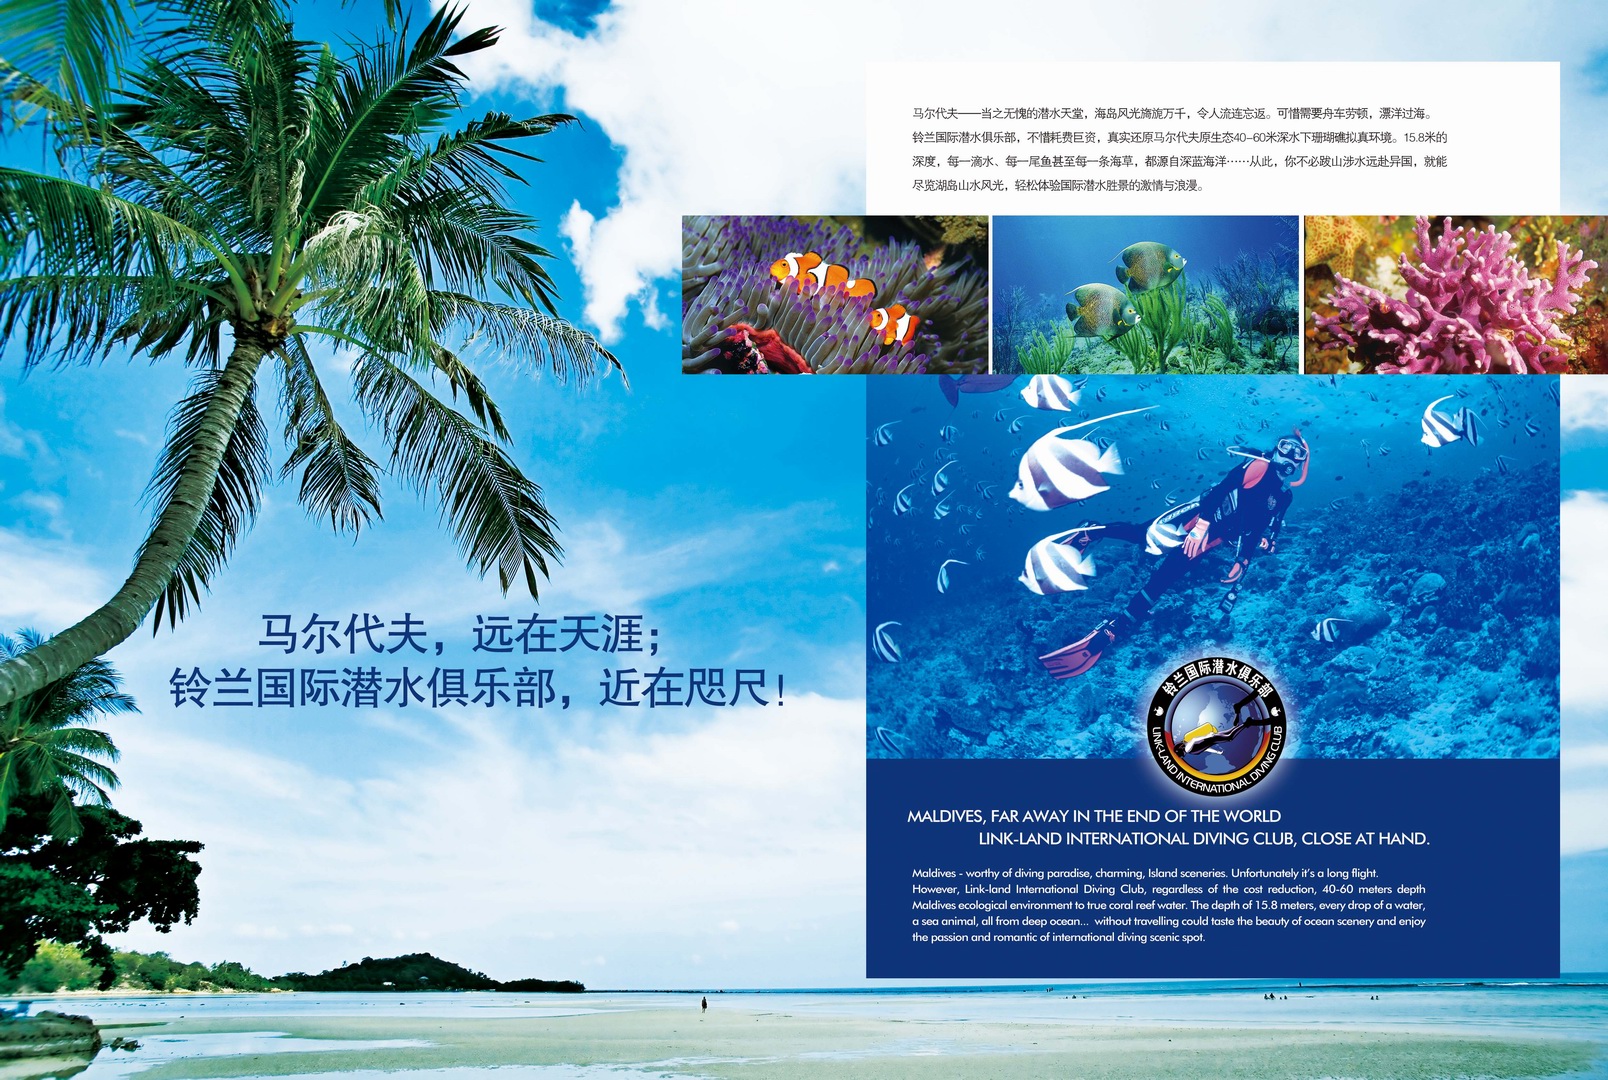 马尔代夫——当之无愧的潜水天堂，海岛风光旖旎万千，令人流连忘返。可惜需要舟车劳顿，漂洋过海。
铃兰国际潜水俱乐部，不惜耗费巨资，真实还原马尔代夫原生态40-60米深水下珊瑚礁拟真环境。15.8米的
深度，每一滴水、每一尾鱼甚至每一条海草，都源自深蓝海洋……从此，你不必跋山涉水远赴异国，就能
尽览湖岛山水风光，轻松体验国际潜水胜景的激情与浪漫。
马尔代夫，远在天涯；
铃兰国际潜水俱乐部，近在咫尺！
铃兰国际潜水俱乐部
LINK-LAND INTERNATIONAL DIVING CLUB
MALDIVES, FAR AWAY IN THE END OF THE WORLD
LINK-LAND INTERNATIONAL DIVING CLUB, CLOSE AT HAND.
Maldives - worthy of diving paradise, charming, Island sceneries. Unfortunately it's a long flight.
However, Link-land International Diving Club, regardless of the cost reduction, 40-60 meters depth
Maldives ecological environment to true coral reef water. The depth of 15.8 meters, every drop of a water,
a sea animal, all from deep ocean... without travelling could taste the beauty of ocean scenery and enjoy
the passion and romantic of international diving scenic spot.